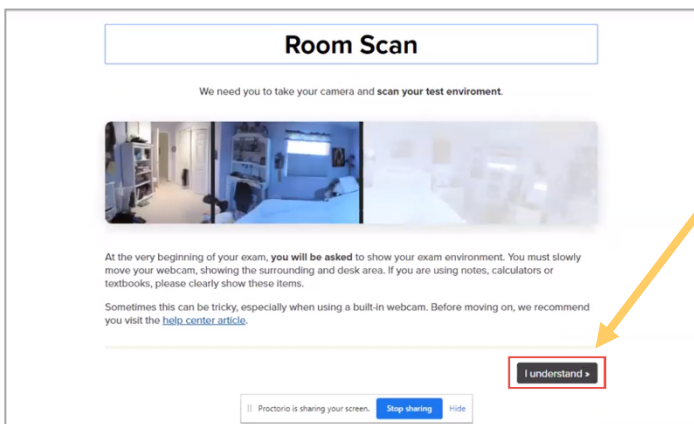 Room Scan
We need you to take your camera and scan your test enviroment.
At the very beginning of your exam, you will be asked to show your exam environment. You must slowly
move your webcam, showing the surrounding and desk area. If you are using notes, calculators or
textbooks, please clearly show these items.
Sometimes this can be tricky, especially when using a built-in webcam. Before moving on, we recommend
you visit the help center article.
I understand »
Proctorio is sharing your screen. Stop sharing Hide